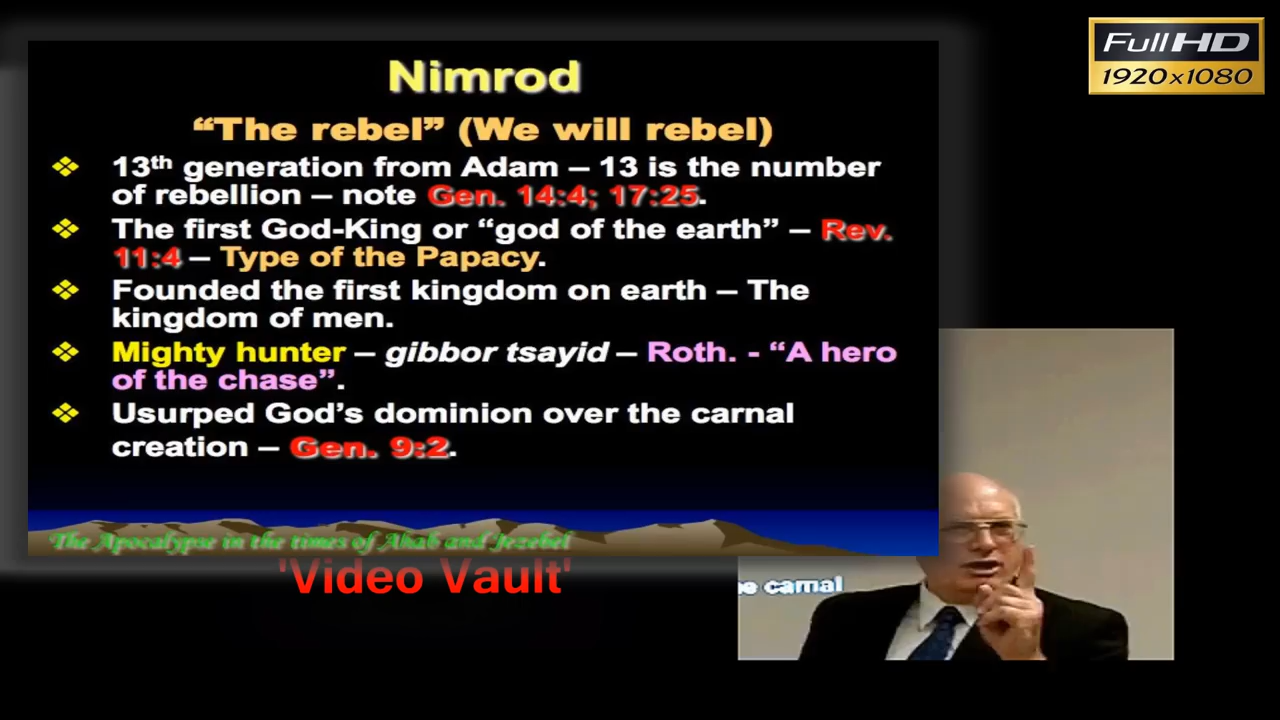 Full HD
1920x1080
Nimrod
“The rebel” (We will rebel)
❖ 13th generation from Adam – 13 is the number
of rebellion – note Gen. 14:4; 17:25.
❖ The first God-King or “god of the earth” – Rev.
11:4 – Type of the Papacy.
❖ Founded the first kingdom on earth – The
kingdom of men.
❖ Mighty hunter – gibbor tsayid – Roth. - “A hero
of the chase”.
❖ Usurped God’s dominion over the carnal
creation – Gen. 9:2.
The Apocalypse in the times of Ahab and Jezebel
'Video Vault'
carnal